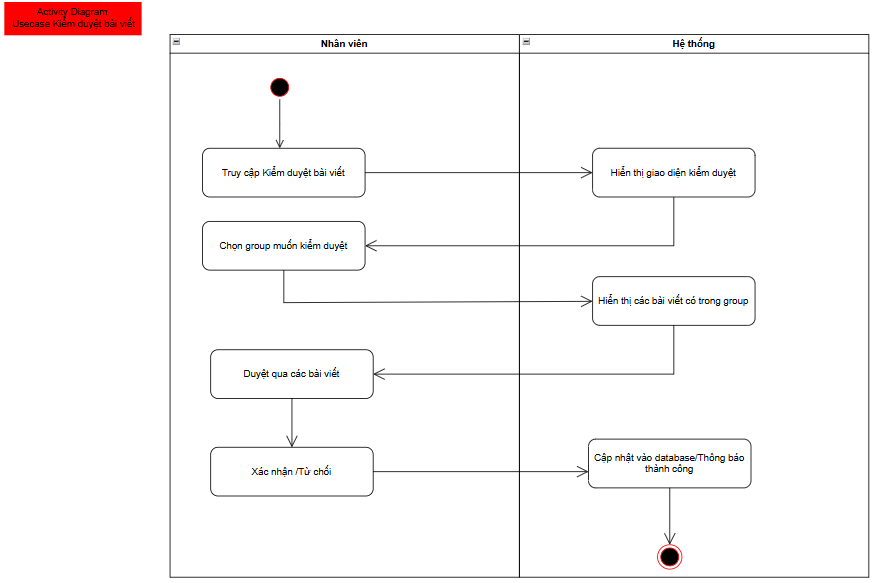 Activity Diagram
Usecase Kiểm duyệt bài viết
Nhân viên
Hệ thống
Truy cập Kiểm duyệt bài viết
Hiển thị giao diện kiểm duyệt
Chọn group muốn kiểm duyệt
Hiển thị các bài viết có trong group
Duyệt qua các bài viết
Xác nhận /Từ chối
Cập nhật vào database/Thông báo
thành công